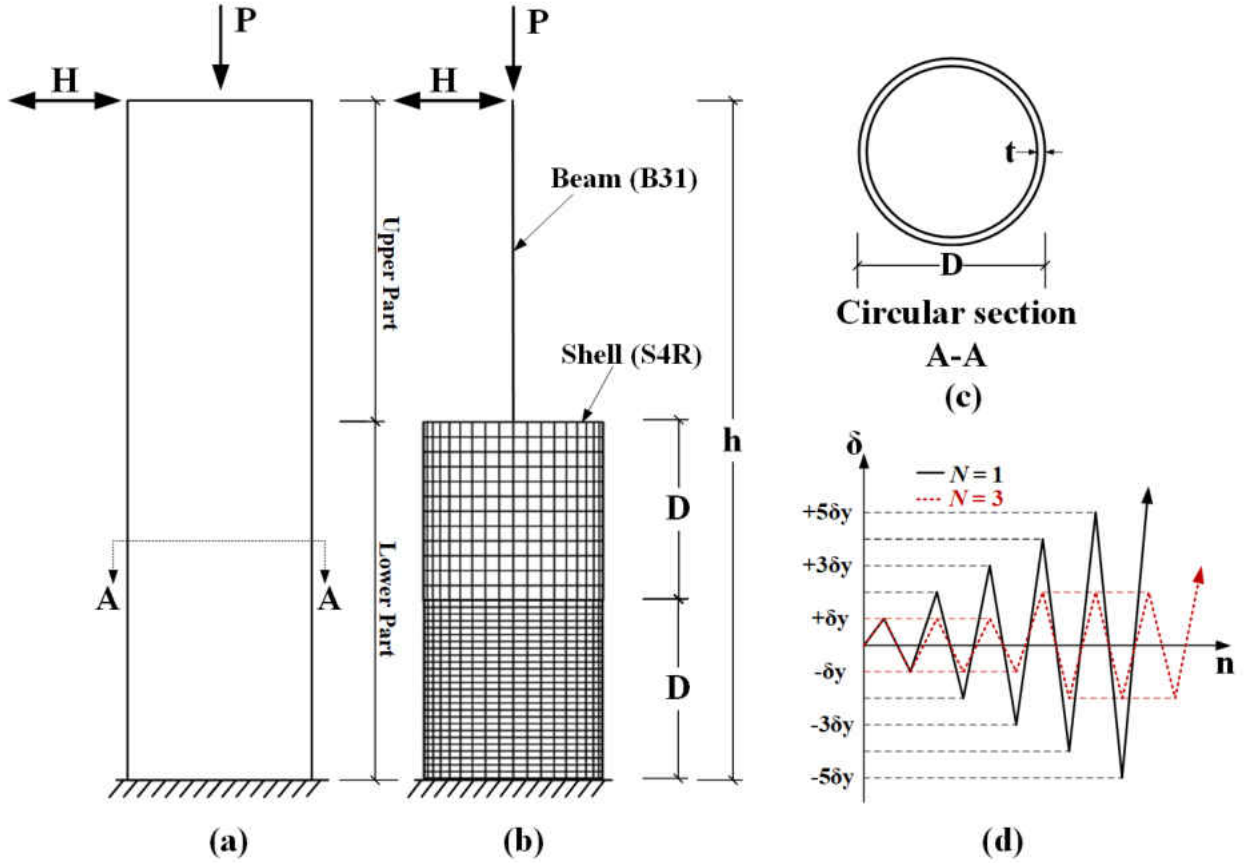 P
H
Upper Part
Lower Part
A
A
(a)
P
H
Beam (B31)
Shell (S4R)
h
D
D
(b)
t
D
Circular section
A-A
(c)
δ
N = 1
N = 3
+5δy
+3δy
+δy
-δy
-3δy
-5δy
n
(d)